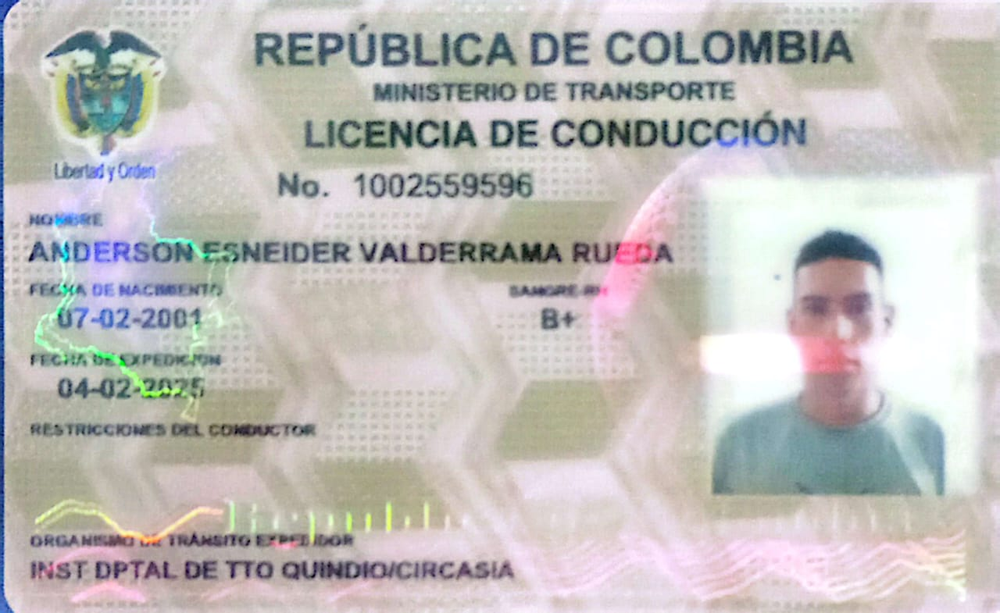 REPÚBLICA DE COLOMBIA
MINISTERIO DE TRANSPORTE
LICENCIA DE CONDUCCIÓN
Libertad y Orden
No. 1002559596
NOMBRE
ANDERSON ESNEIDER VALDERRAMA RUEDA
FECHA DE NACIMIENTO
SANGRE-RH
07-02-2001
B+
FECHA DE EXPEDICION
04-02-2025
RESTRICCIONES DEL CONDUCTOR
ORGANISMO DE TRÁNSITO EXPEDIDOR
INST DPTAL DE TTO QUINDIO/CIRCASIA